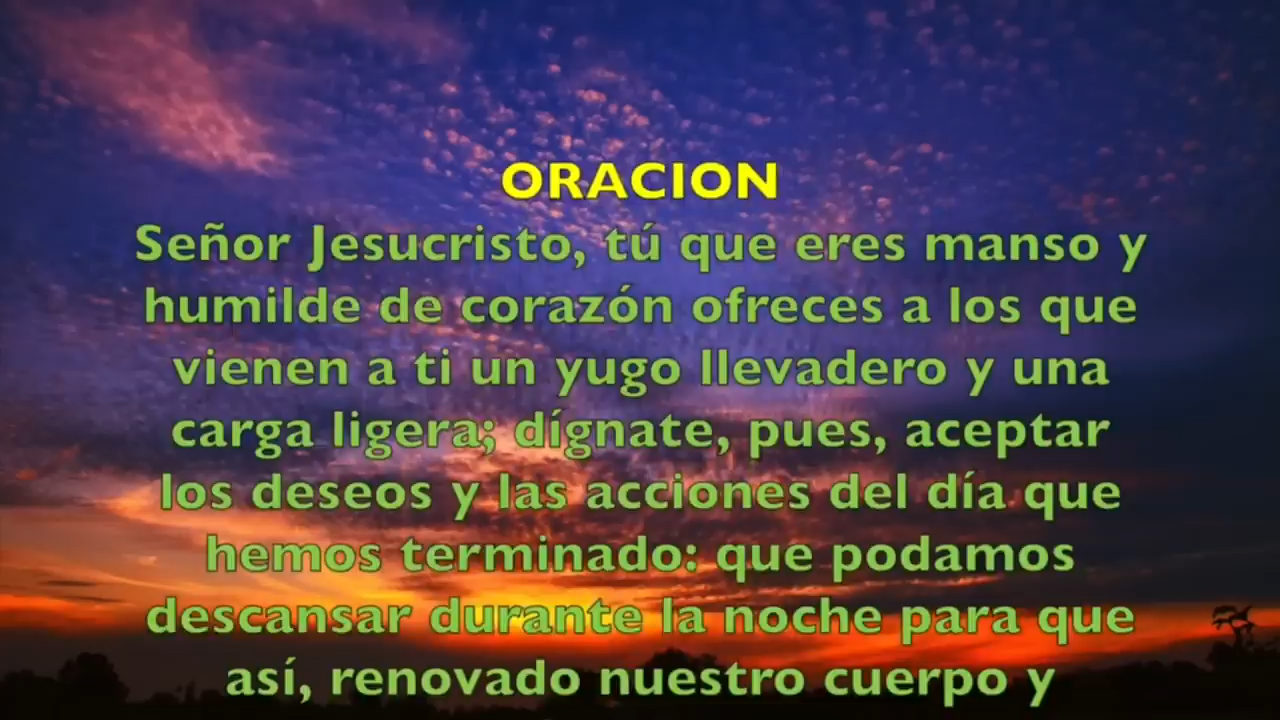 ORACION
Señor Jesucristo, tú que eres manso y
humilde de corazón ofreces a los que
vienen a ti un yugo llevadero y una
carga ligera; dígnate, pues, aceptar
los deseos y las acciones del día que
hemos terminado: que podamos
descansar durante la noche para que
así, renovado nuestro cuerpo y